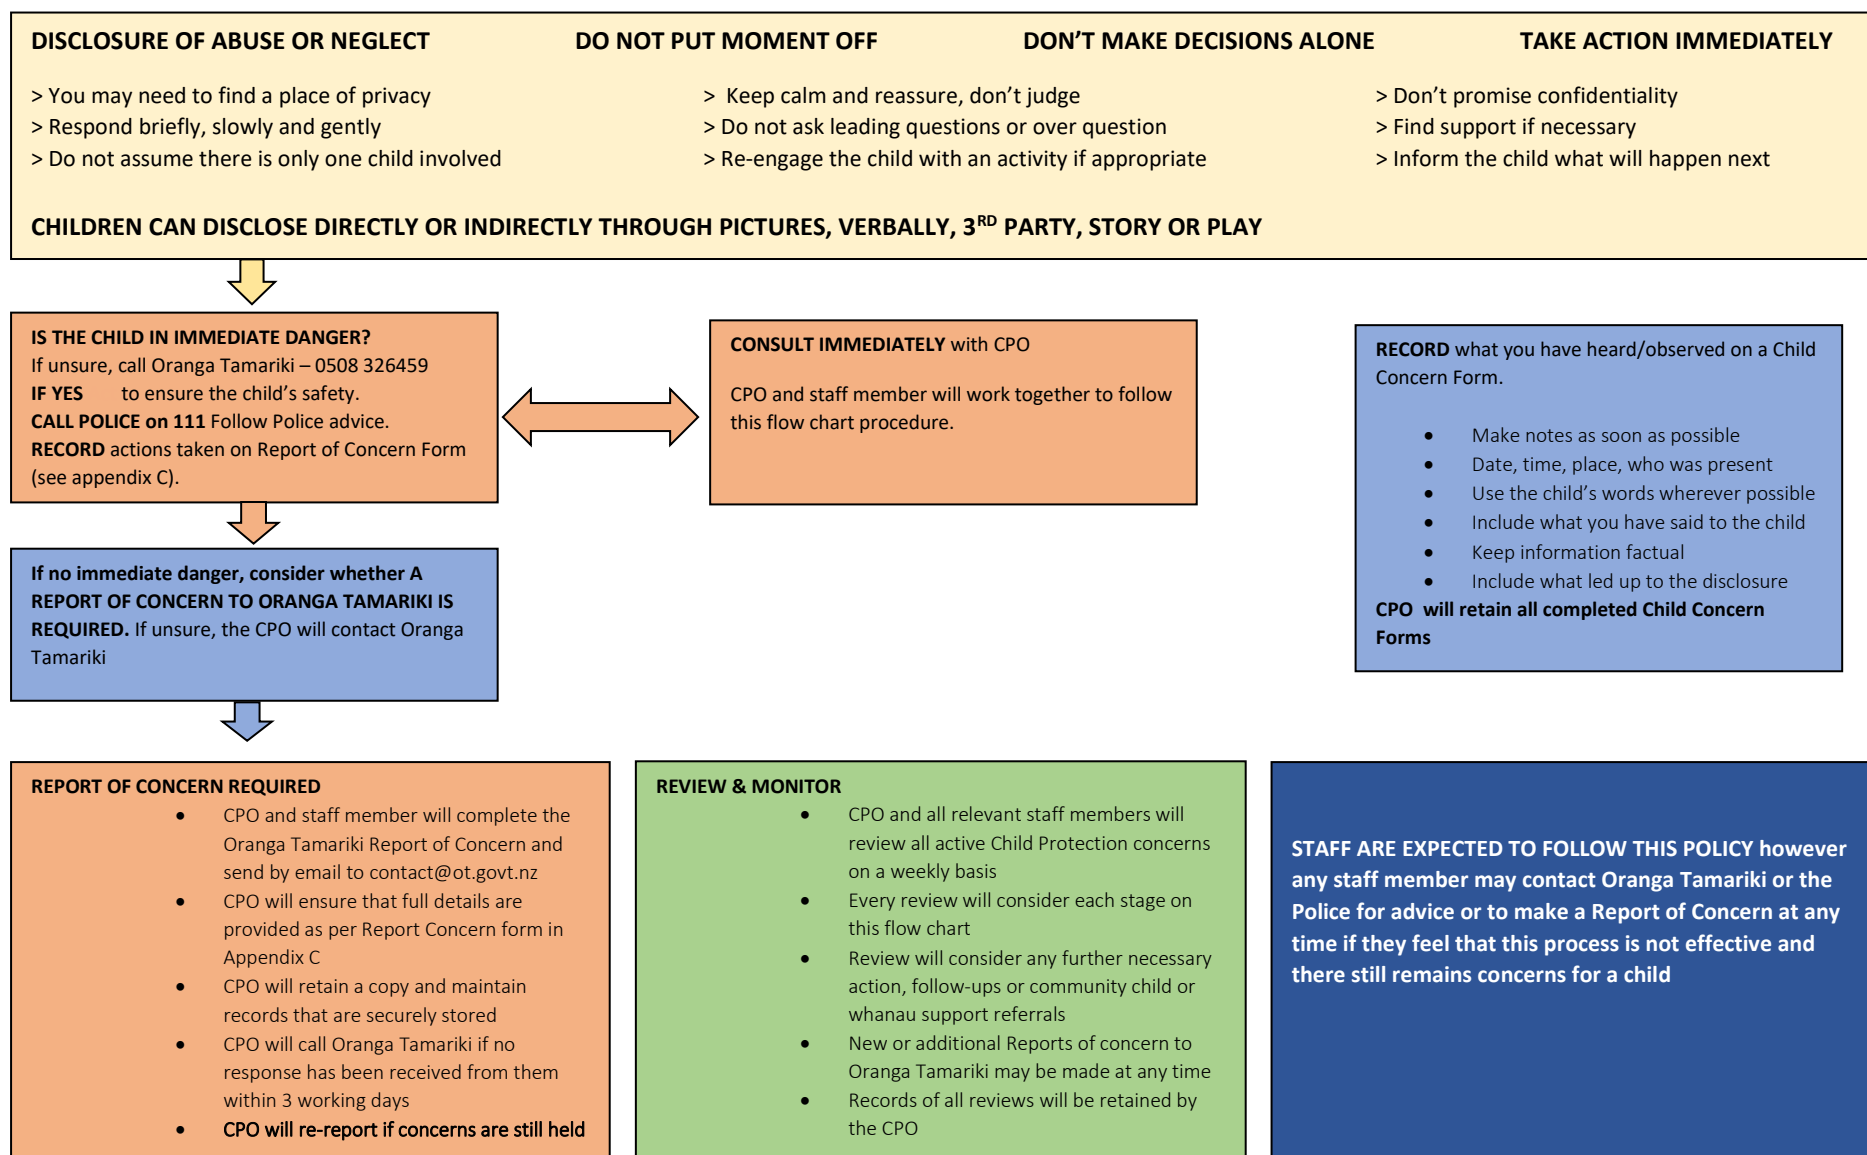 DISCLOSURE OF ABUSE OR NEGLECT DO NOT PUT MOMENT OFF DON'T MAKE DECISIONS ALONE TAKE ACTION IMMEDIATELY
> You may need to find a place of privacy
> Respond briefly, slowly and gently
> Do not assume there is only one child involved
> Keep calm and reassure, don't judge
> Do not ask leading questions or over question
> Re-engage the child with an activity if appropriate
> Don't promise confidentiality
> Find support if necessary
> Inform the child what will happen next
CHILDREN CAN DISCLOSE DIRECTLY OR INDIRECTLY THROUGH PICTURES, VERBALLY, 3RD PARTY, STORY OR PLAY
IS THE CHILD IN IMMEDIATE DANGER?
If unsure, call Oranga Tamariki – 0508 326459
IF YES to ensure the child's safety.
CALL POLICE on 111 Follow Police advice.
RECORD actions taken on Report of Concern Form
(see appendix C).
CONSULT IMMEDIATELY with CPO
CPO and staff member will work together to follow
this flow chart procedure.
RECORD what you have heard/observed on a Child
Concern Form.
• Make notes as soon as possible
• Date, time, place, who was present
• Use the child's words wherever possible
• Include what you have said to the child
• Keep information factual
• Include what led up to the disclosure
CPO will retain all completed Child Concern
Forms
If no immediate danger, consider whether A
REPORT OF CONCERN TO ORANGA TAMARIKI IS
REQUIRED. If unsure, the CPO will contact Oranga
Tamariki
REPORT OF CONCERN REQUIRED
• CPO and staff member will complete the
Oranga Tamariki Report of Concern and
send by email to contact@ot.govt.nz
• CPO will ensure that full details are
provided as per Report Concern form in
Appendix C
• CPO will retain a copy and maintain
records that are securely stored
• CPO will call Oranga Tamariki if no
response has been received from them
within 3 working days
• CPO will re-report if concerns are still held
REVIEW & MONITOR
• CPO and all relevant staff members will
review all active Child Protection concerns
on a weekly basis
• Every review will consider each stage on
this flow chart
• Review will consider any further necessary
action, follow-ups or community child or
whanau support referrals
• New or additional Reports of concern to
Oranga Tamariki may be made at any time
• Records of all reviews will be retained by
the CPO
STAFF ARE EXPECTED TO FOLLOW THIS POLICY however
any staff member may contact Oranga Tamariki or the
Police for advice or to make a Report of Concern at any
time if they feel that this process is not effective and
there still remains concerns for a child